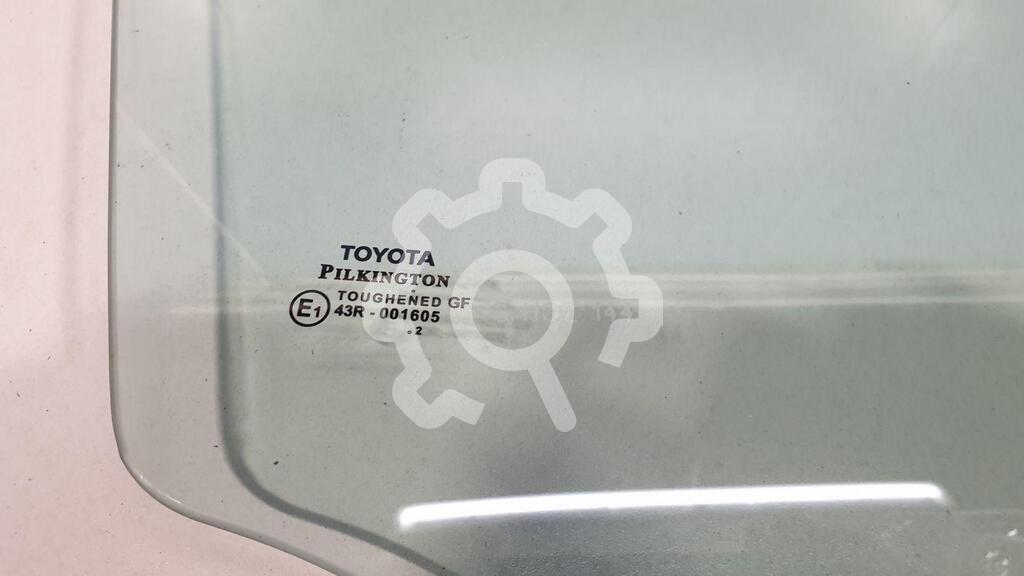 TOYOTA
PILKINGTON
TOUGHENED GF
E1 43R - 001605
2